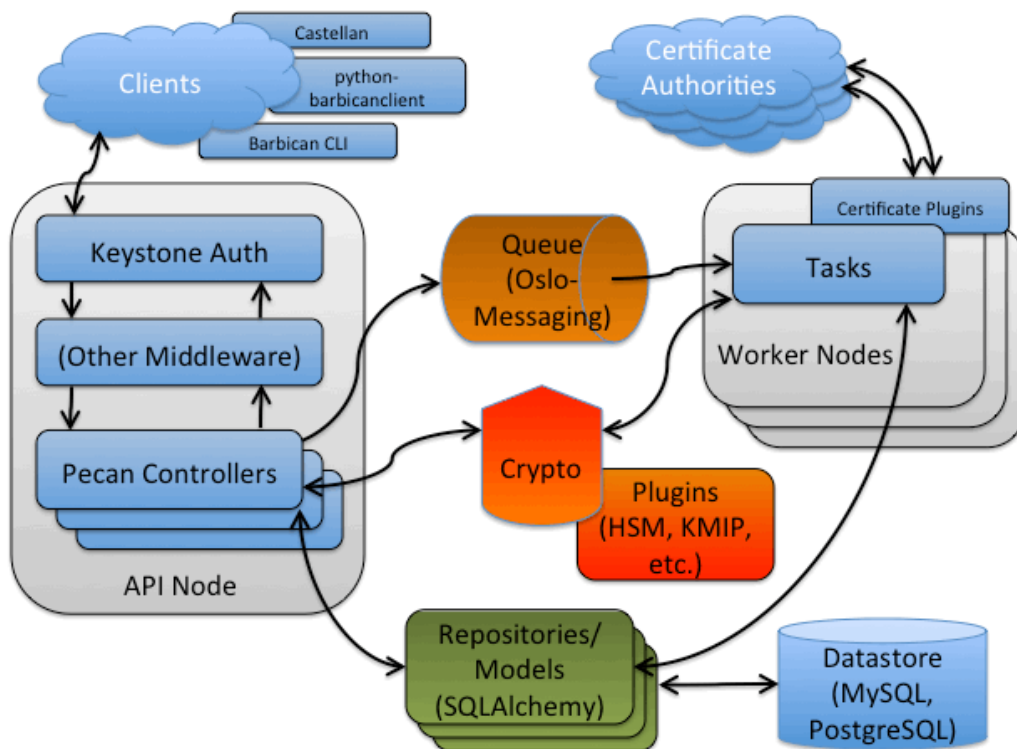 Castellan
Clients
python-
barbicanclient
Barbican CLI
Certificate
Authorities
Certificate Plugins
Keystone Auth
Queue
(Oslo-
Messaging)
Tasks
(Other Middleware)
Worker Nodes
Pecan Controllers
Crypto
Plugins
(HSM, KMIP,
etc.)
API Node
Repositories/
Models
(SQLAlchemy)
Datastore
(MySQL,
PostgreSQL)